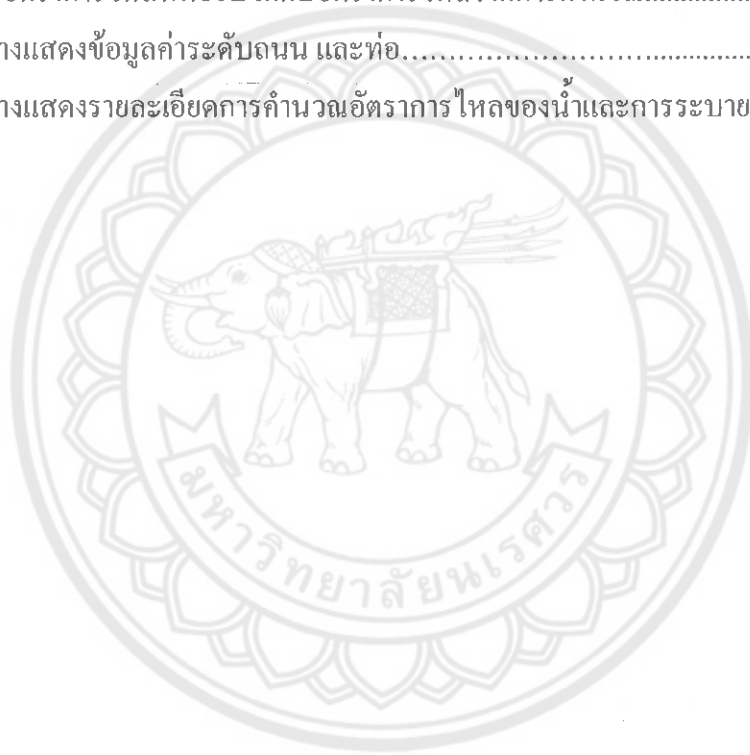 างแสดงข้อมูลค่าระดับถนน และท่อ
างแสดงรายละเอียดการคำนวณอัตราการไหลของน้ำและการระบาย
มหาวิทยาลัยนเรศวร